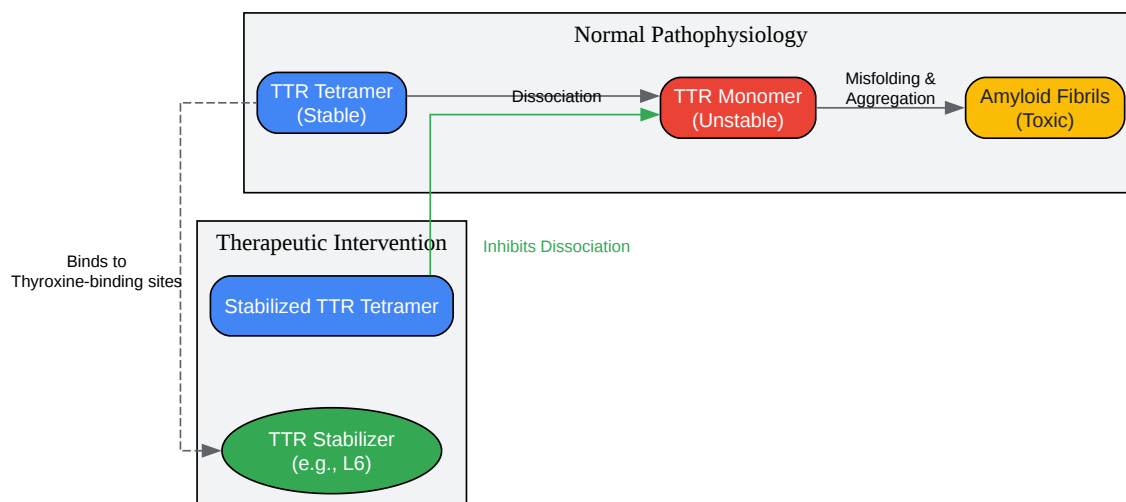 Normal Pathophysiology
TTR Tetramer
(Stable)
Dissociation
TTR Monomer
(Unstable)
Misfolding &
Aggregation
Amyloid Fibrils
(Toxic)
Therapeutic Intervention
Inhibits Dissociation
Binds to
Thyroxine-binding sites
Stabilized TTR Tetramer
TTR Stabilizer
(e.g., L6)